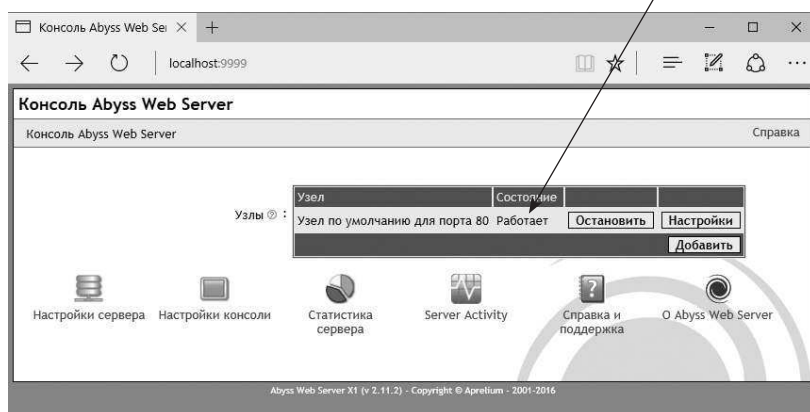 Консоль Abyss Web Sei
localhost:9999
Консоль Abyss Web Server
Консоль Abyss Web Server Справка
Узлы :
Узел Состояние
Узел по умолчанию для порта 80 Работает Остановить Настройки
Добавить
Настройки сервера Настройки консоли Статистика сервера Server Activity Справка и поддержка О Abyss Web Server
Abyss Web Server X1 (v 2.11.2) - Copyright © Aprelium - 2001-2016